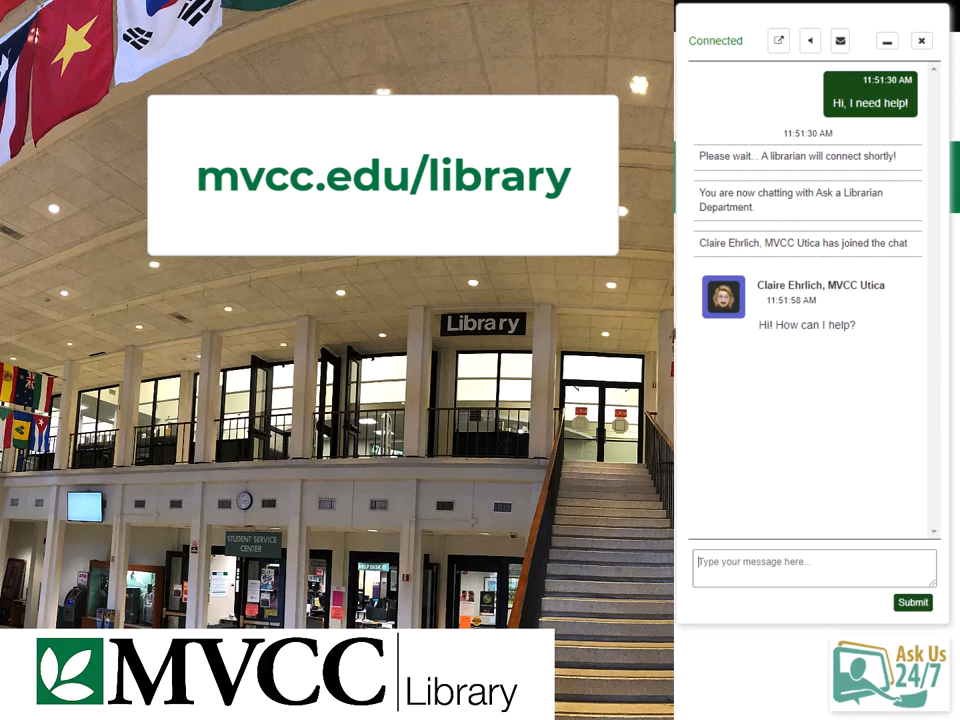 mvcc.edu/library
Library
STUDENT SERVICE
CENTER
HELP DESK
MVCC
Library
Connected
11:51:30 AM
Hi, I need help!
11:51:30 AM
Please wait... A librarian will connect shortly!
You are now chatting with Ask a Librarian
Department.
Claire Ehrlich, MVCC Utica has joined the chat
Claire Ehrlich, MVCC Utica
11:51:58 AM
Hi! How can I help?
Type your message here...
Submit
Ask Us
24/7